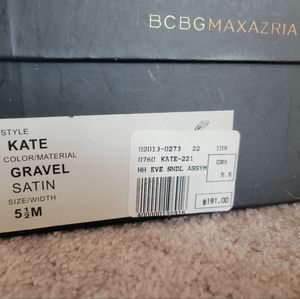 BCBGMAXAZRIA
STYLE
KATE
COLOR/MATERIAL
GRAVEL
SATIN
SIZE/WIDTH
5½M
02013-0273 22 109
0760 KATE-221 GRA
HH EVE SNDL ASSYM 5.5
$191.00